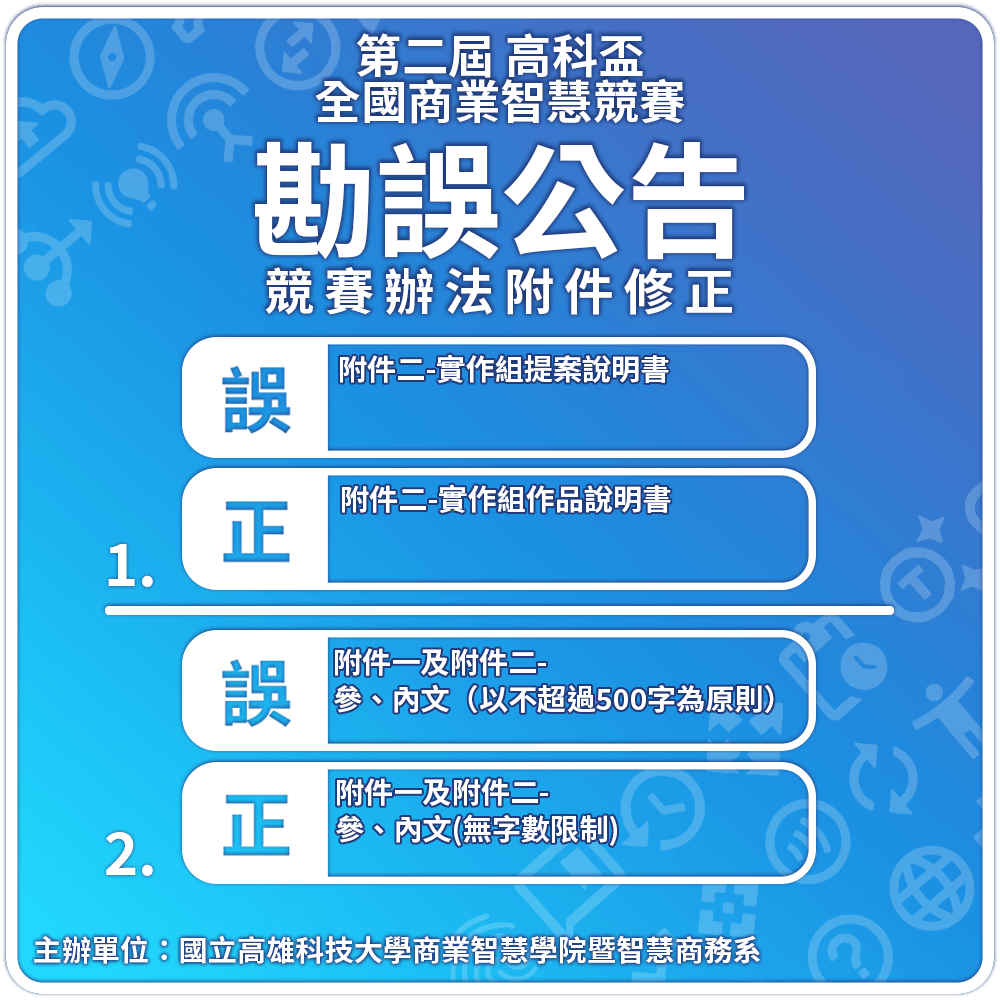 第二屆 高科盃
全國商業智慧競賽
勘誤公告
競賽辦法附件修正
誤
附件二-實作組提案說明書
正
附件二-實作組作品說明書
1.
誤
附件一及附件二-
參、內文（以不超過500字為原則）
正
附件一及附件二-
參、內文(無字數限制)
2.
主辦單位：國立高雄科技大學商業智慧學院暨智慧商務系